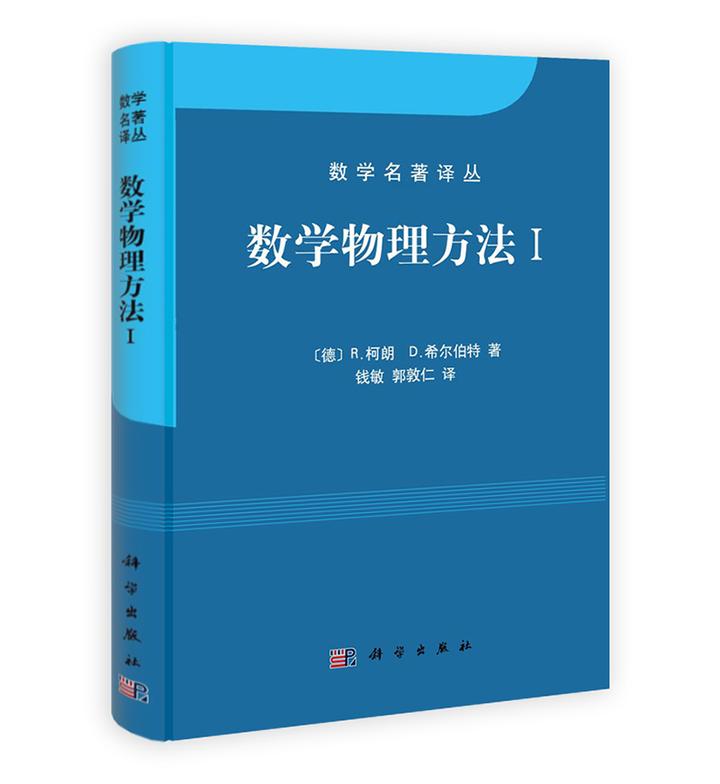 数学
名著
译丛
数学物理方法 I
科学出版社
数学名著译丛
数学物理方法 I
〔德〕R.柯朗 D.希尔伯特 著
钱敏 郭敦仁 译
科学出版社